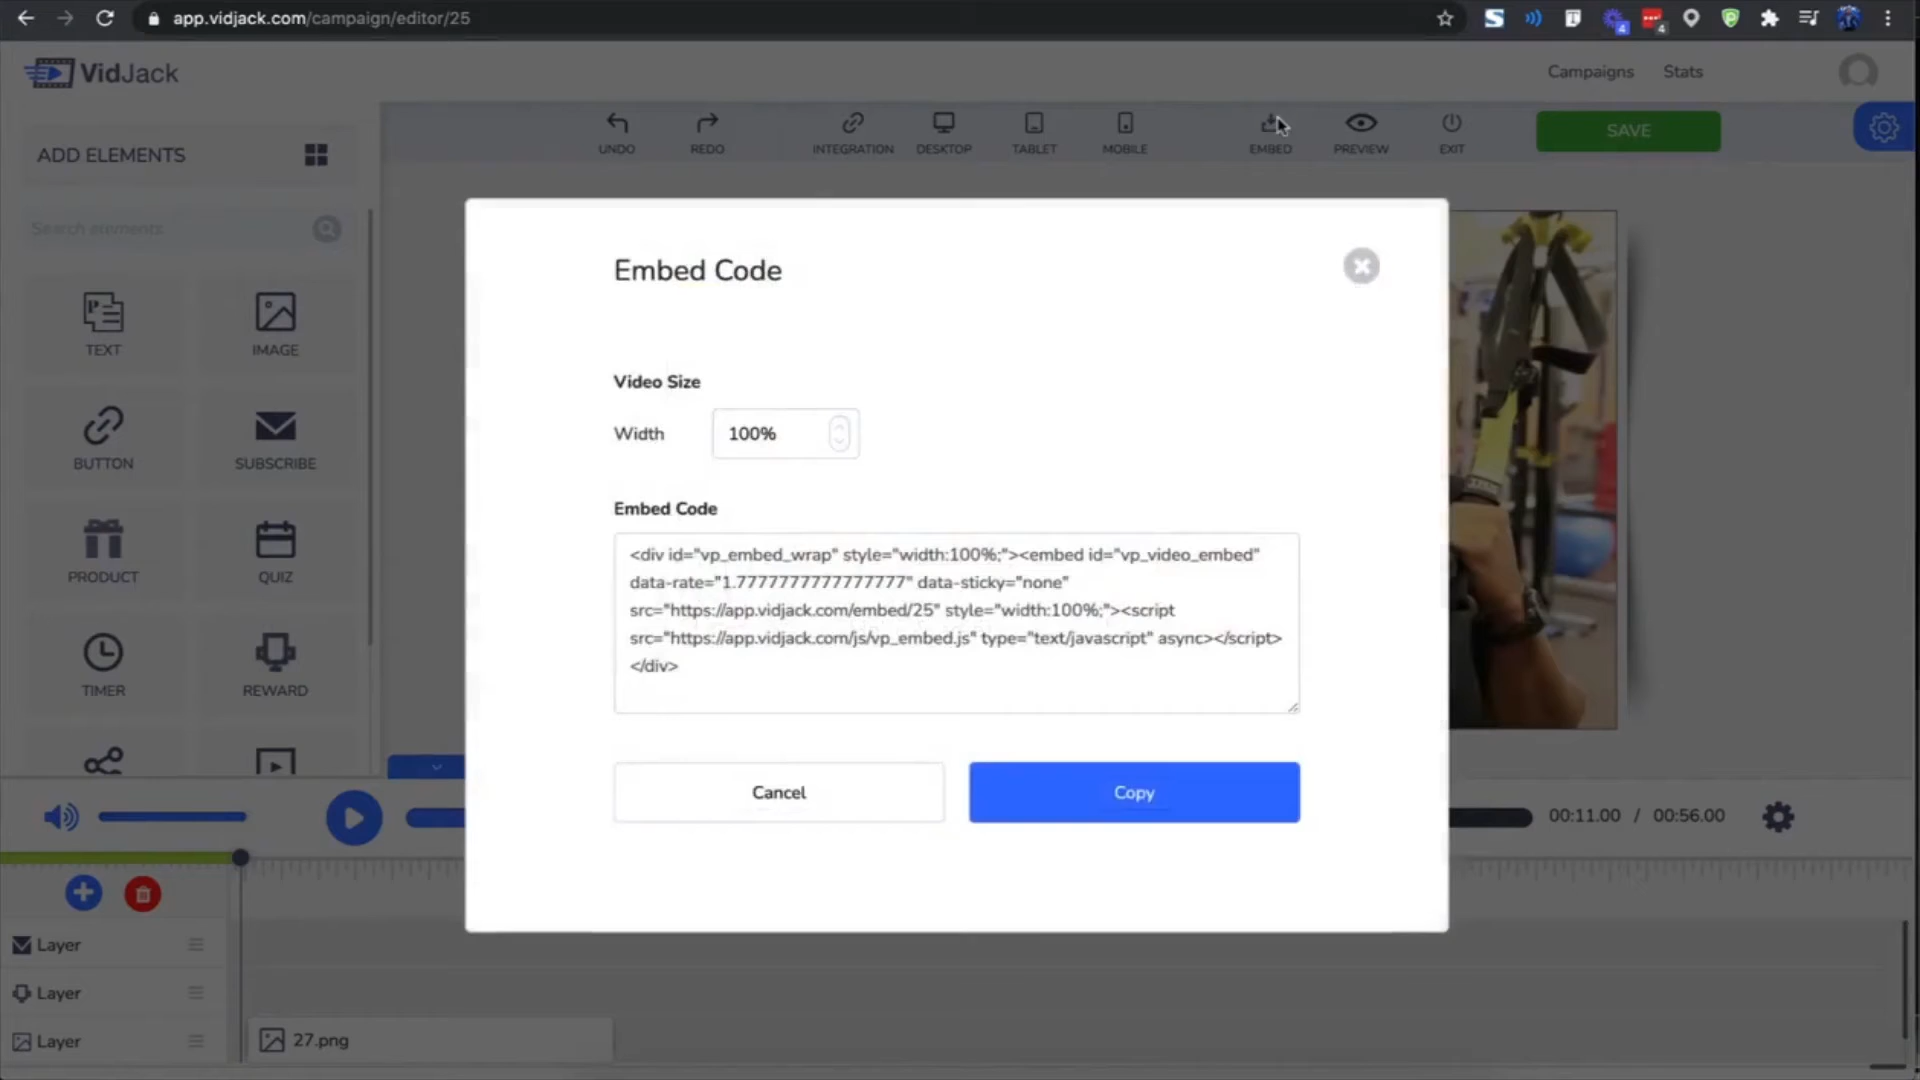 app.vidjack.com/campaign/editor/25
4
4
VidJack
Campaigns
Stats
ADD ELEMENTS
UNDO
REDO
INTEGRATION
DESKTOP
TABLET
MOBILE
EMBED
PREVIEW
EXIT
SAVE
Search elements
TEXT
IMAGE
BUTTON
SUBSCRIBE
PRODUCT
QUIZ
TIMER
REWARD
Embed Code
Video Size
Width
100%
Embed Code
<div id="vp_embed_wrap" style="width:100%;"><embed id="vp_video_embed"
data-rate="1.7777777777777777" data-sticky="none"
src="https://app.vidjack.com/embed/25" style="width:100%;"><script
src="https://app.vidjack.com/js/vp_embed.js" type="text/javascript" async></script>
</div>
Cancel
Copy
00:11.00 / 00:56.00
Layer
Layer
Layer
27.png